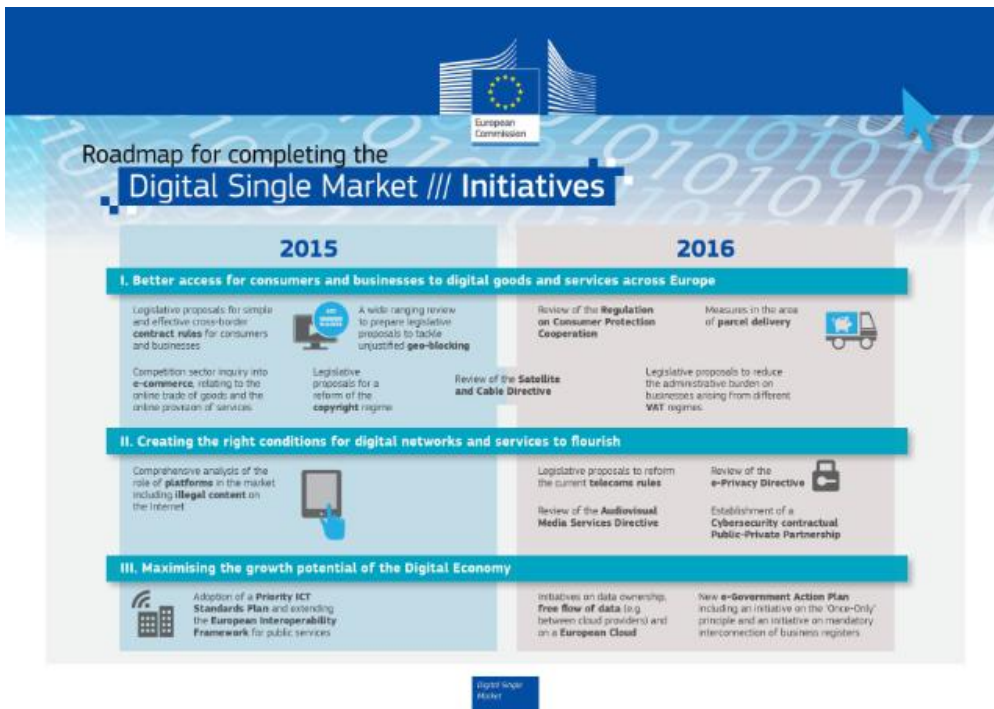 European
Commission
Roadmap for completing the
Digital Single Market /// Initiatives
2015
2016
I. Better access for consumers and businesses to digital goods and services across Europe
Legislative proposals for simple
and effective cross-border
contract rules for consumers
and businesses
A wide ranging review
to prepare legislative
proposals to tackle
unjustified geo-blocking
Review of the Regulation
on Consumer Protection
Cooperation
Measures in the area
of parcel delivery
Competition sector inquiry into
e-commerce, relating to the
online trade of goods and the
online provision of services
Legislative
proposals for a
reform of the
copyright regime
Review of the Satellite
and Cable Directive
Legislative proposals to reduce
the administrative burden on
businesses arising from different
VAT regimes
II. Creating the right conditions for digital networks and services to flourish
Comprehensive analysis of the
role of platforms in the market
including illegal content on
the Internet
Legislative proposals to reform
the current telecoms rules
Review of the
e-Privacy Directive
Review of the Audiovisual
Media Services Directive
Establishment of a
Cybersecurity contractual
Public-Private Partnership
III. Maximising the growth potential of the Digital Economy
Adoption of a Priority ICT
Standards Plan and extending
the European Interoperability
Framework for public services
Initiatives on data ownership,
free flow of data (e.g.
between cloud providers) and
on a European Cloud
New e-Government Action Plan
including an initiative on the 'Once-Only'
principle and an initiative on mandatory
interconnection of business registers
Digital Single
Market